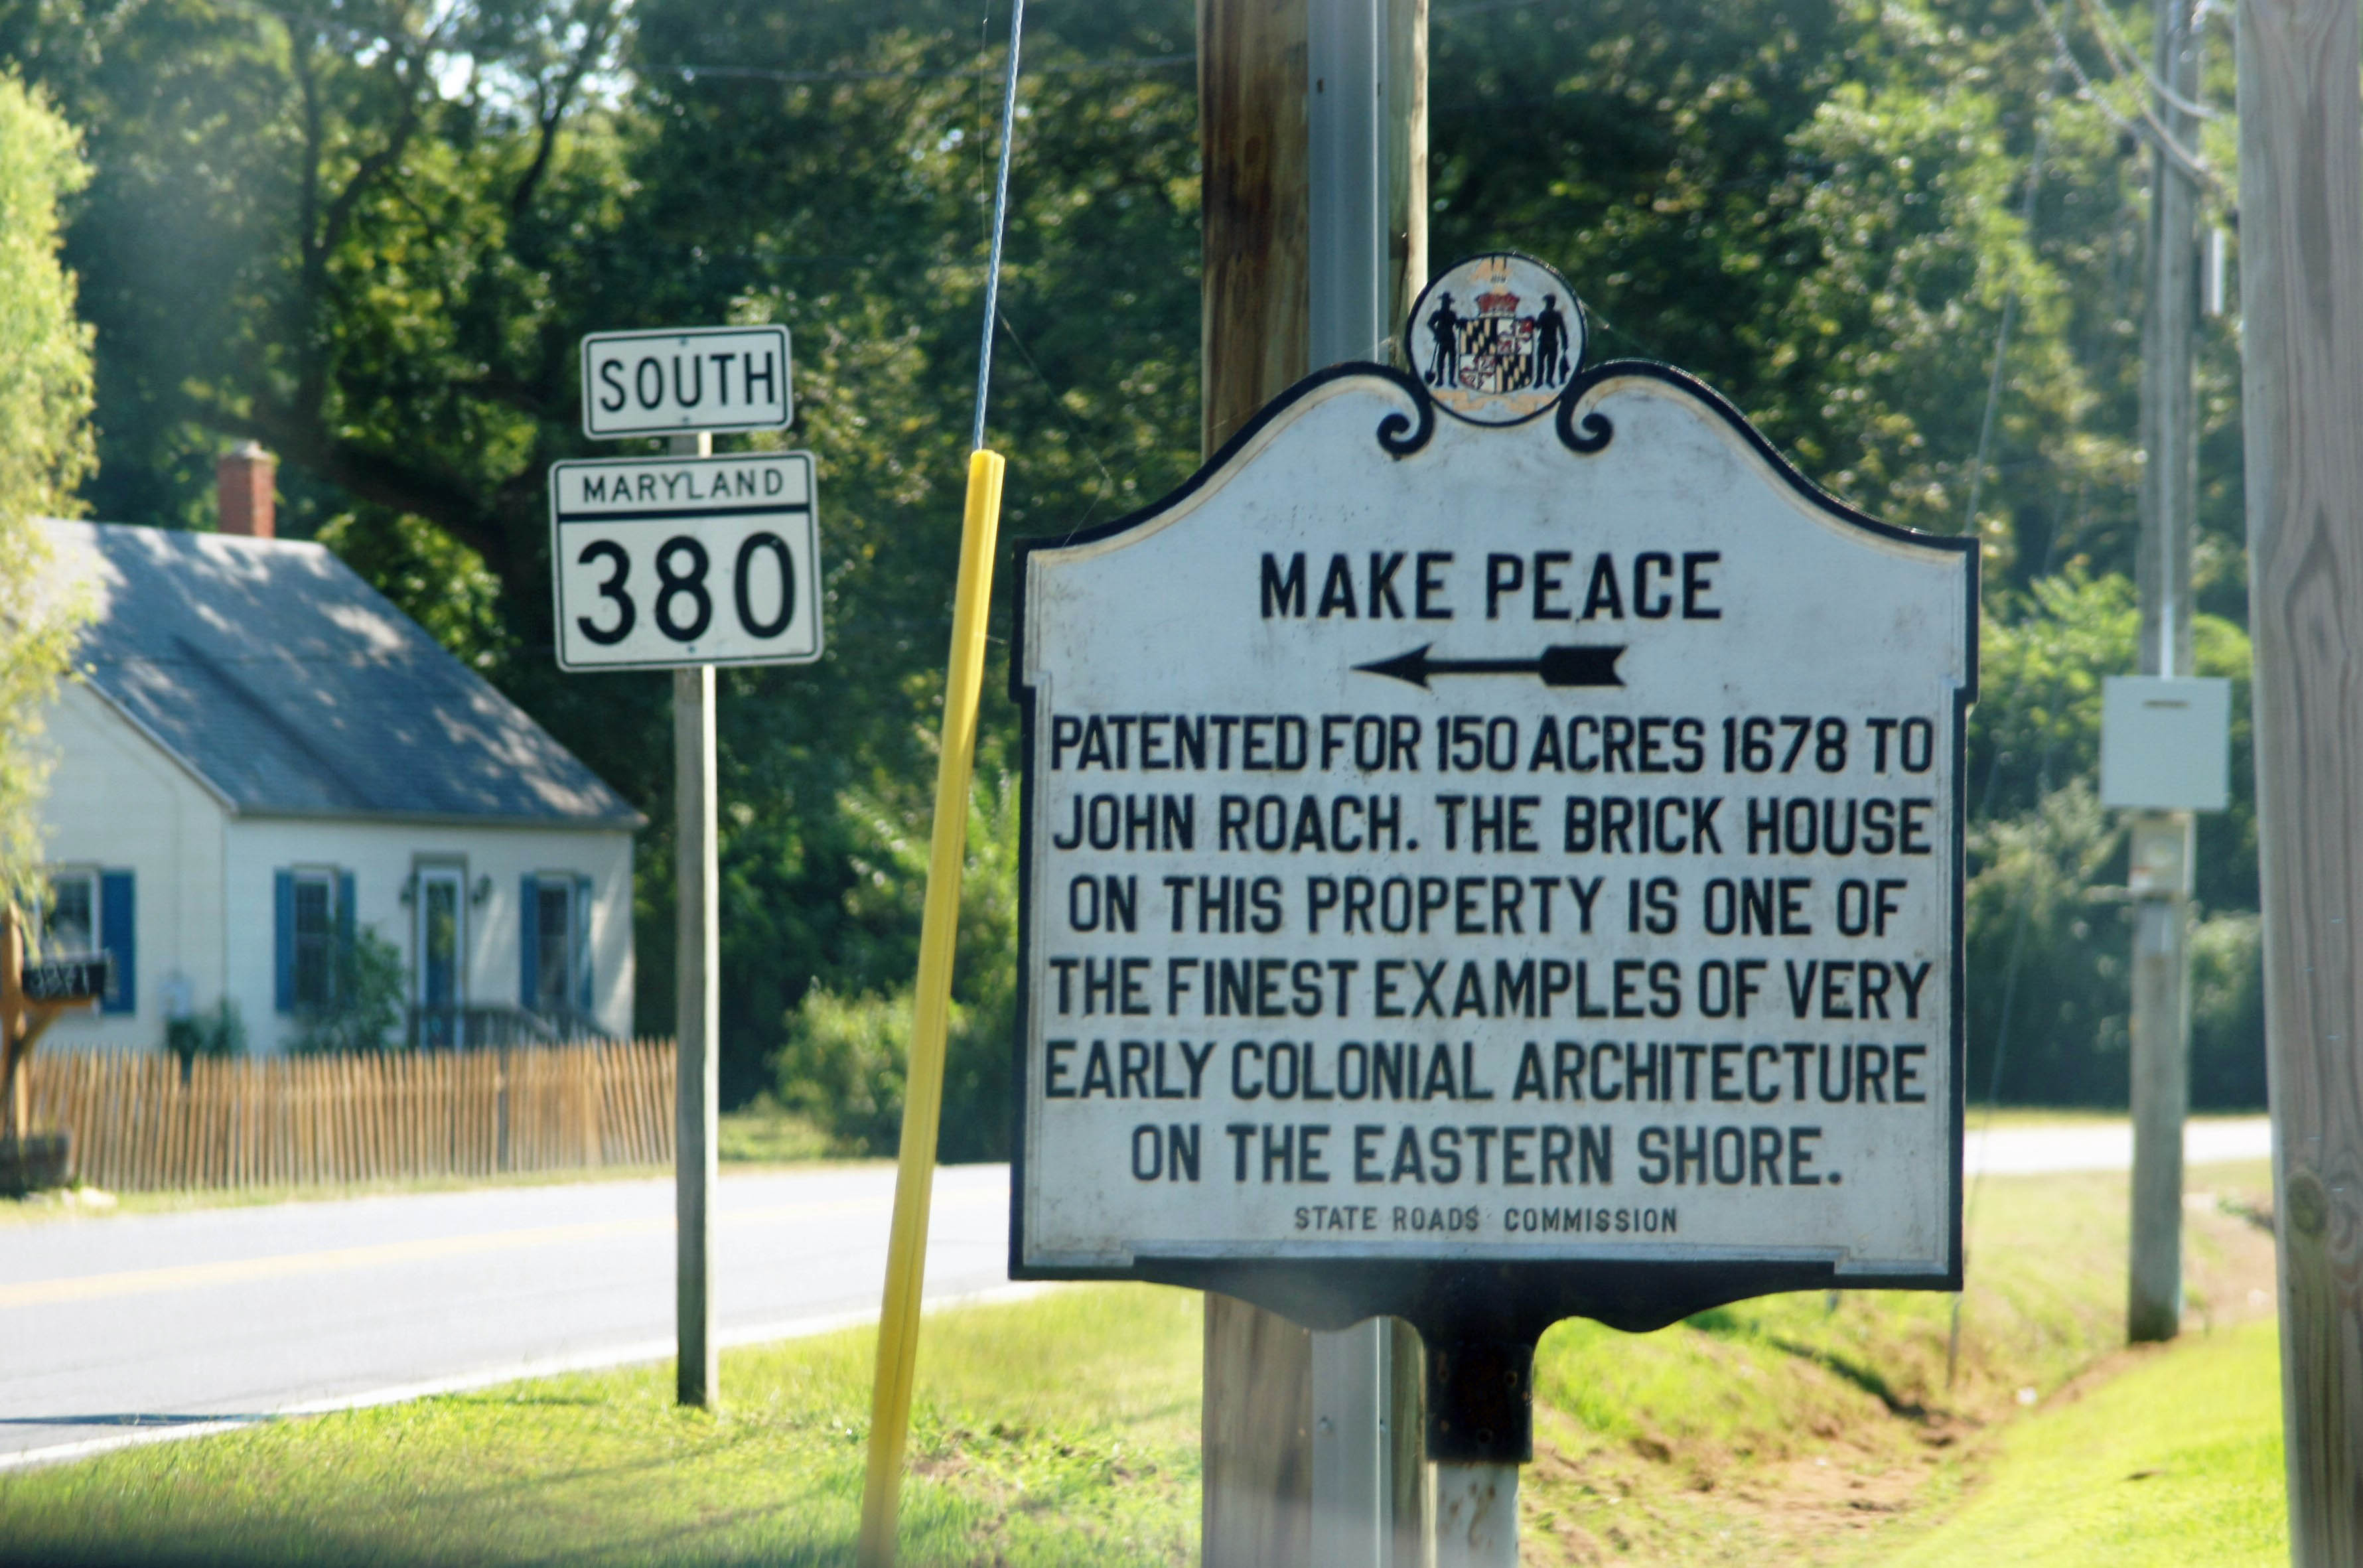 SOUTH
MARYLAND
380
MAKE PEACE
PATENTED FOR 150 ACRES 1678 TO
JOHN ROACH. THE BRICK HOUSE
ON THIS PROPERTY IS ONE OF
THE FINEST EXAMPLES OF VERY
EARLY COLONIAL ARCHITECTURE
ON THE EASTERN SHORE.
STATE ROADS COMMISSION